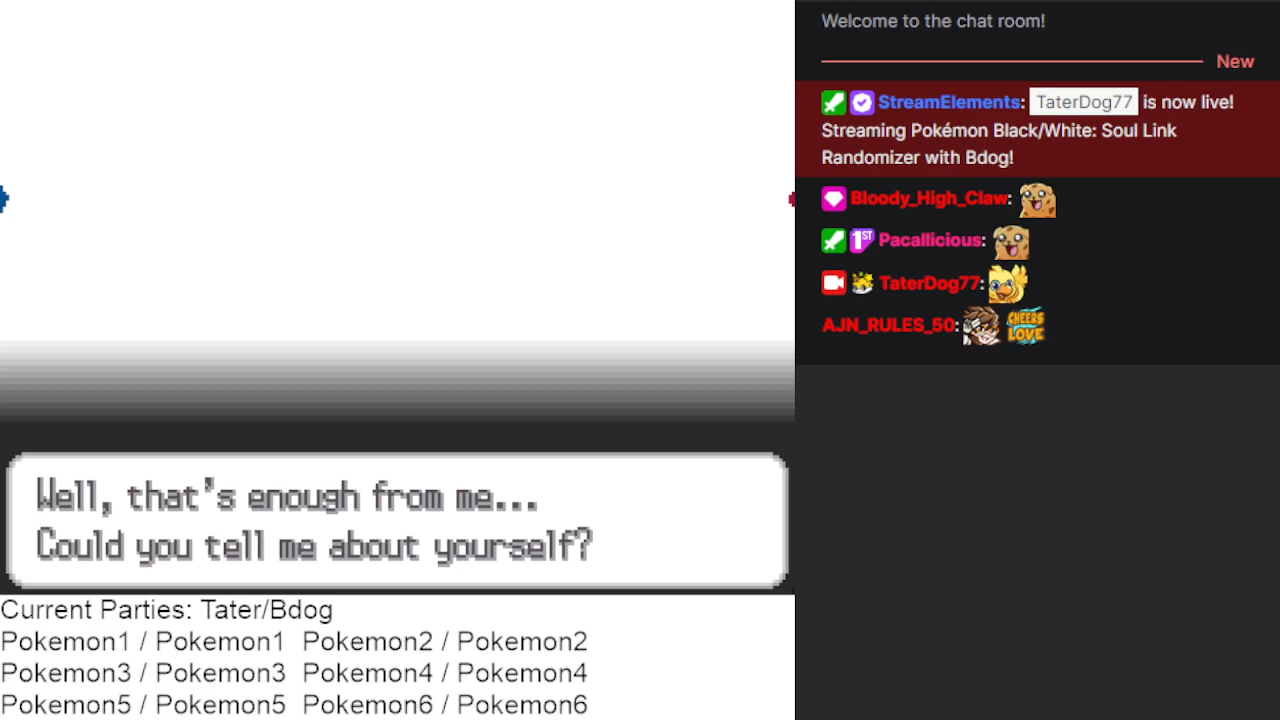 Well, that's enough from me...
Could you tell me about yourself?
Current Parties: Tater/Bdog
Pokemon1 / Pokemon1 Pokemon2 / Pokemon2
Pokemon3 / Pokemon3 Pokemon4 / Pokemon4
Pokemon5 / Pokemon5 Pokemon6 / Pokemon6
Welcome to the chat room!
New
StreamElements: TaterDog77 is now live!
Streaming Pokémon Black/White: Soul Link
Randomizer with Bdog!
Bloody_High_Claw:
1ST Pacallicious:
TaterDog77:
AJN_RULES_50: CHEERS
LOVE